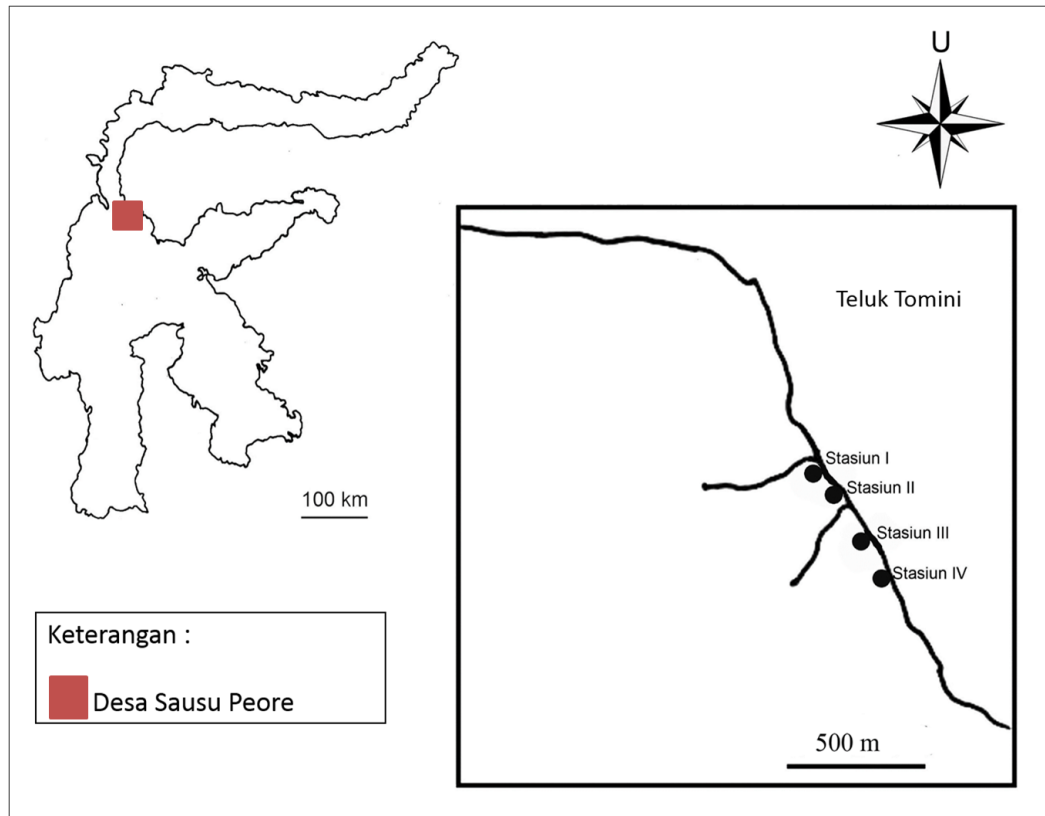 U
Teluk Tomini
Stasiun I
Stasiun II
Stasiun III
Stasiun IV
100 km
Keterangan :
Desa Sausu Peore
500 m